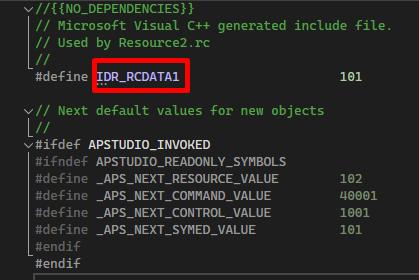 //{{NO_DEPENDENCIES}}
// Microsoft Visual C++ generated include file.
// Used by Resource2.rc
//
#define IDR_RCDATA1 101
// Next default values for new objects
//
#ifdef APSTUDIO_INVOKED
#ifndef APSTUDIO_READONLY_SYMBOLS
#define _APS_NEXT_RESOURCE_VALUE 102
#define _APS_NEXT_COMMAND_VALUE 40001
#define _APS_NEXT_CONTROL_VALUE 1001
#define _APS_NEXT_SYMED_VALUE 101
#endif
#endif